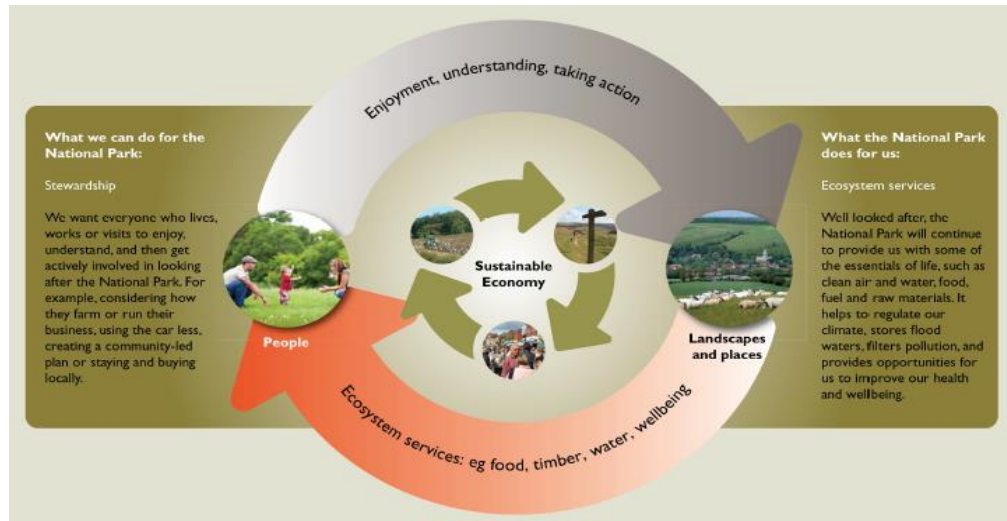 Enjoyment, understanding, taking action
What we can do for the
National Park:
Stewardship
We want everyone who lives,
works or visits to enjoy,
understand, and then get
actively involved in looking
after the National Park. For
example, considering how
they farm or run their
business, using the car less,
creating a community-led
plan or staying and buying
locally.
People
Sustainable
Economy
Landscapes
and places
What the National Park
does for us:
Ecosystem services
Well looked after, the
National Park will continue
to provide us with some of
the essentials of life, such as
clean air and water, food,
fuel and raw materials. It
helps to regulate our
climate, stores flood
waters, filters pollution, and
provides opportunities for
us to improve our health
and wellbeing.
Ecosystem services: eg food, timber, water, wellbeing